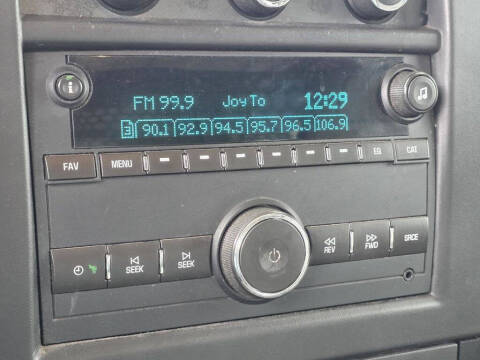 FM 99.9 Joy To 12:29
3 90.1 92.9 94.5 95.7 96.5 106.9
FAV MENU EQ CAT
SEEK SEEK REV FWD SRCE